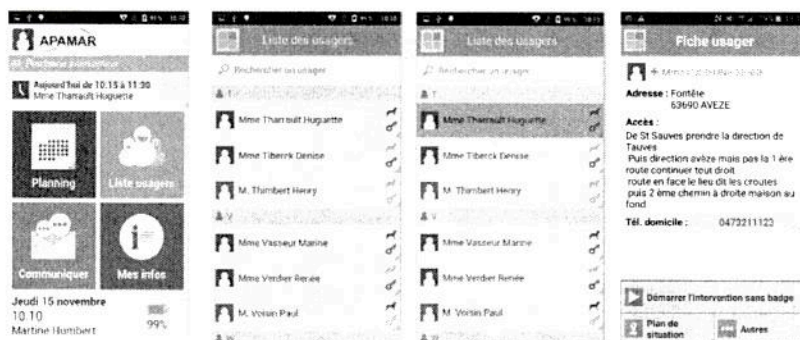 APAMAR
Aujourd'hui de 10:15 à 11:30
Mme Tharrault Huguette
Planning
Liste usagers
Communiquer
Mes infos
Jeudi 15 novembre
10:10
Martine Humbert
99%
Liste des usagers
Rechercher un usager
T
Mme Tharrault Huguette
Mme Tiberck Denise
M. Thimbert Henry
V
Mme Vasseur Marine
Mme Verdier Renée
M. Voisin Paul
W
Liste des usagers
Rechercher un usager
T
Mme Tharrault Huguette
Mme Tiberck Denise
M. Thimbert Henry
V
Mme Vasseur Marine
Mme Verdier Renée
M. Voisin Paul
W
Fiche usager
Adresse : Fontête
63690 AVEZE
Accès :
De St Sauves prendre la direction de
Tauves
Puis direction avèze mais pas la 1 ère
route continuer tout droit
route en face le lieu dit les croutes
puis 2 ème chemin à droite maison au
fond
Tél. domicile : 0473211123
Démarrer l'intervention sans badge
Plan de
situation
Autres